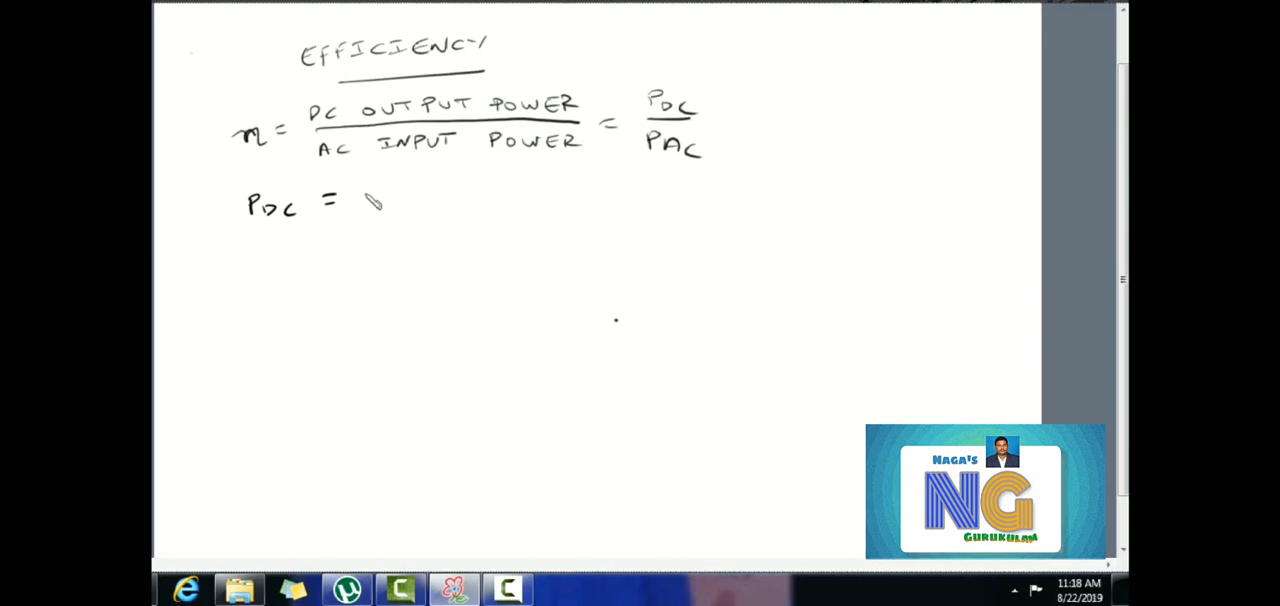 EFFICIENCY
η = DC OUTPUT POWER / AC INPUT POWER = PDC / PAC
PDC =
NAGA'S
NG
GURUKULAM
11:18 AM
8/22/2019